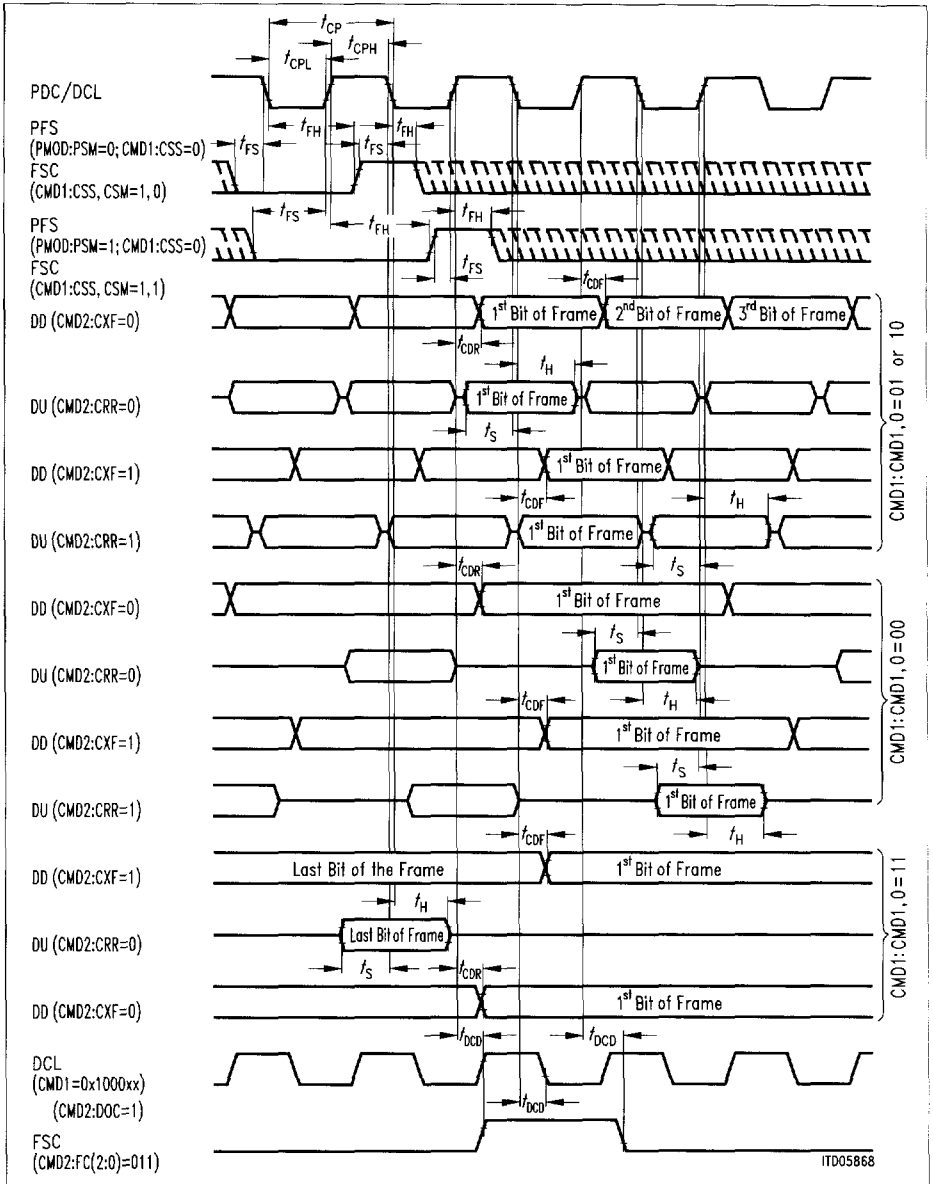 tCP
tCPH
tCPL
PDC/DCL
tFH tFH
PFS
(PMOD:PSM=0; CMD1:CSS=0)
tFS tFS
FSC
(CMD1:CSS, CSM=1,0)
tFS tFH tFH
PFS
(PMOD:PSM=1; CMD1:CSS=0)
tFS
FSC
(CMD1:CSS, CSM=1,1)
tCDF
DD (CMD2:CXF=0) 1st Bit of Frame 2nd Bit of Frame 3rd Bit of Frame
tCDR
tH
DU (CMD2:CRR=0) 1st Bit of Frame
tS
DD (CMD2:CXF=1) 1st Bit of Frame
tCDF tH
DU (CMD2:CRR=1) 1st Bit of Frame
CMD1:CMD1,0=01 or 10
tCDR tS
DD (CMD2:CXF=0) 1st Bit of Frame
tS
DU (CMD2:CRR=0) 1st Bit of Frame
tCDF tH
DD (CMD2:CXF=1) 1st Bit of Frame
tS
DU (CMD2:CRR=1) 1st Bit of Frame
CMD1:CMD1,0=00
tCDF tH
DD (CMD2:CXF=1) Last Bit of the Frame 1st Bit of Frame
tH
DU (CMD2:CRR=0) Last Bit of Frame
tS tCDR
DD (CMD2:CXF=0) 1st Bit of Frame
CMD1:CMD1,0=11
tDCD tDCD
DCL
(CMD1=0x1000xx)
(CMD2:DOC=1)
tDCD
FSC
(CMD2:FC(2:0)=011)
ITD05868